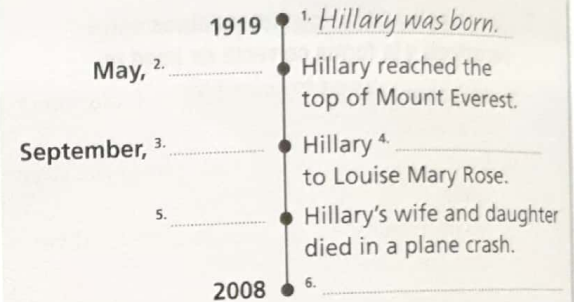 1919 1. Hillary was born.
May, 2. Hillary reached the
top of Mount Everest.
September, 3. Hillary 4.
to Louise Mary Rose.
5. Hillary's wife and daughter
died in a plane crash.
2008 6.